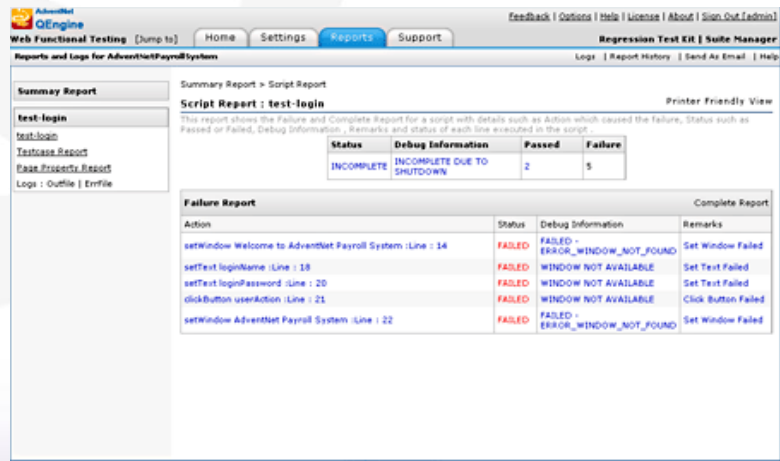 AdventNet
QEngine
Feedback | Options | Help | License | About | Sign Out [admin]
Web Functional Testing [Jump to]
Home Settings Reports Support
Regression Test Kit | Suite Manager
Reports and Logs for AdventNetPayrollSystem
Logs | Report History | Send As Email | Help
Summay Report
test-login
test-login
Testcase Report
Page Property Report
Logs : Outfile | Errfile
Summary Report > Script Report
Script Report : test-login
Printer Friendly View
This report shows the Failure and Complete Report for a script with details such as Action which caused the failure, Status such as
Passed or Failed, Debug Information , Remarks and status of each line executed in the script .
Status Debug Information Passed Failure
INCOMPLETE INCOMPLETE DUE TO SHUTDOWN 2 5
Failure Report Complete Report
Action Status Debug Information Remarks
setWindow Welcome to AdventNet Payroll System :Line : 14 FAILED FAILED - ERROR_WINDOW_NOT_FOUND Set Window Failed
setText loginName :Line : 18 FAILED WINDOW NOT AVAILABLE Set Text Failed
setText loginPassword :Line : 20 FAILED WINDOW NOT AVAILABLE Set Text Failed
clickButton userAction :Line : 21 FAILED WINDOW NOT AVAILABLE Click Button Failed
setWindow AdventNet Payroll System :Line : 22 FAILED FAILED - ERROR_WINDOW_NOT_FOUND Set Window Failed